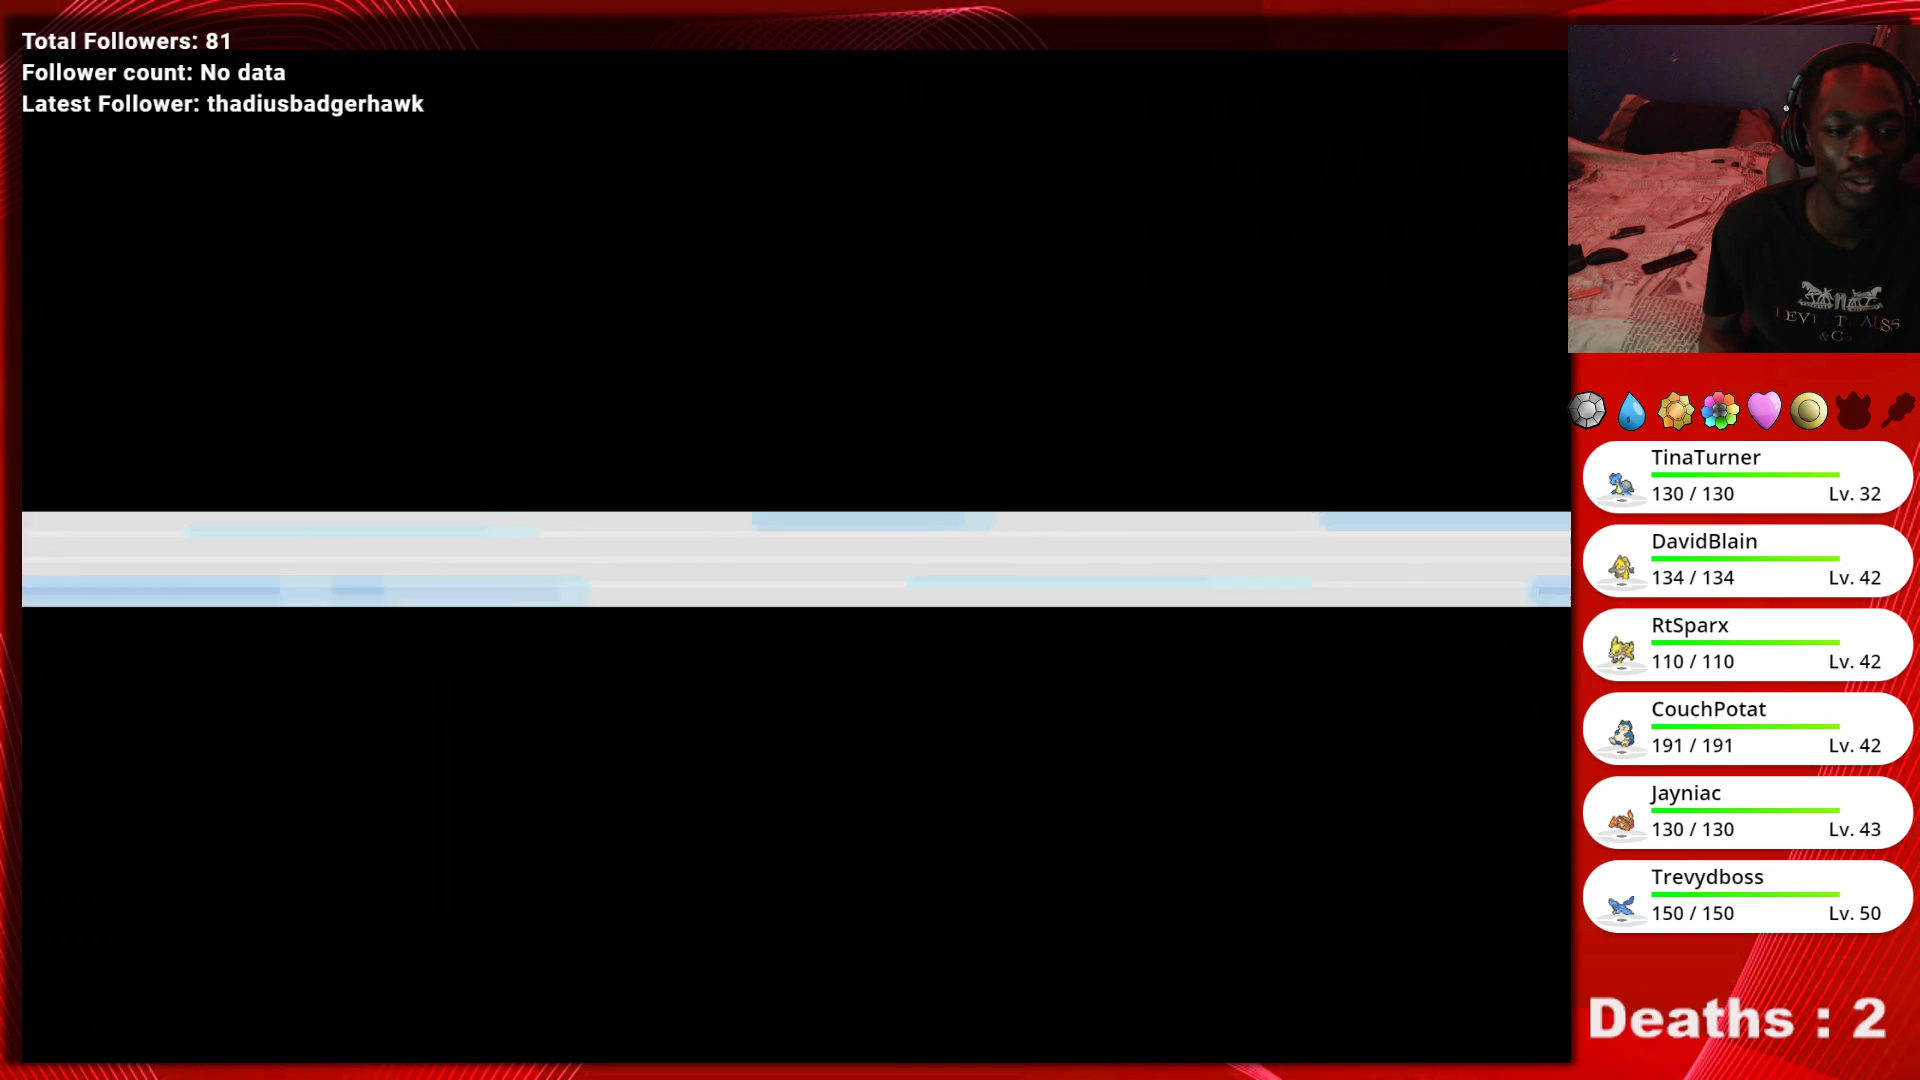 Total Followers: 81
Follower count: No data
Latest Follower: thadiusbadgerhawk
TinaTurner
130 / 130 Lv. 32
DavidBlain
134 / 134 Lv. 42
RtSparx
110 / 110 Lv. 42
CouchPotat
191 / 191 Lv. 42
Jayniac
130 / 130 Lv. 43
Trevydboss
150 / 150 Lv. 50
Deaths : 2